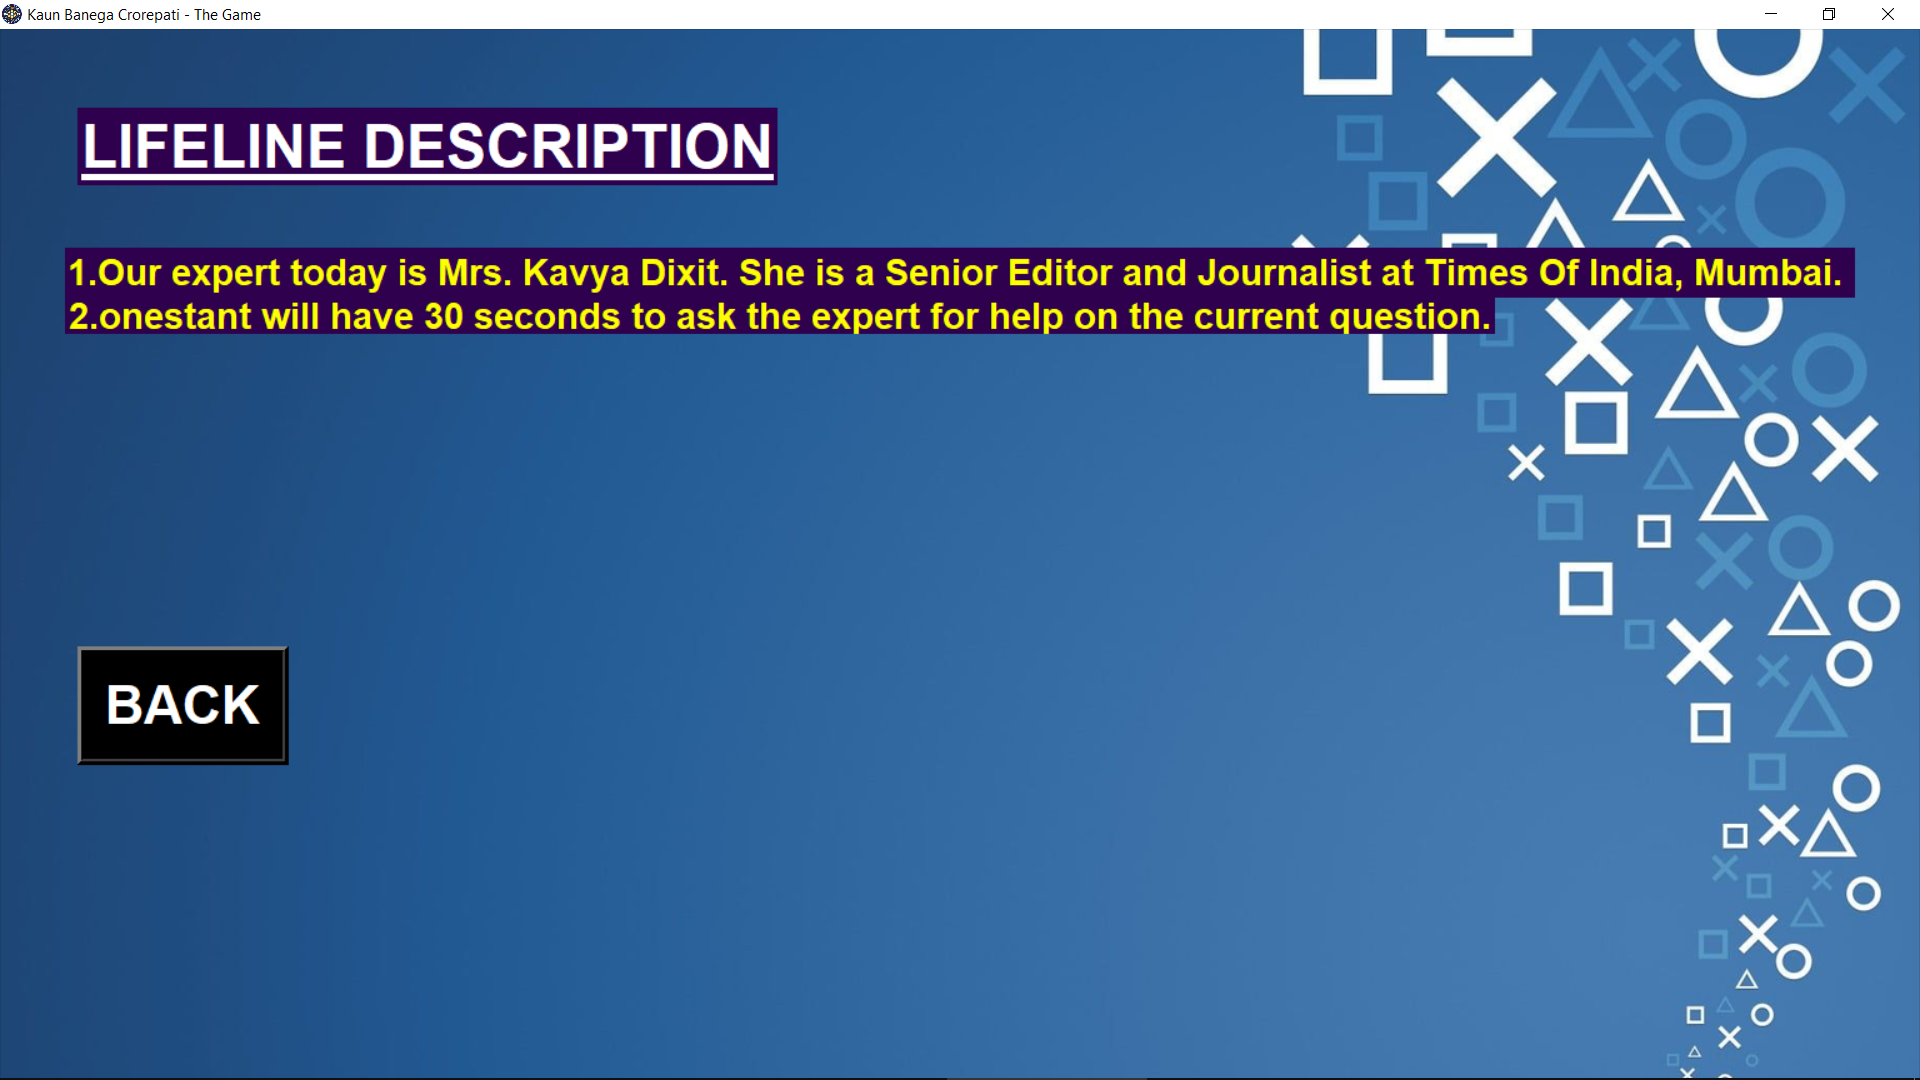 Kaun Banega Crorepati - The Game
LIFELINE DESCRIPTION
1.Our expert today is Mrs. Kavya Dixit. She is a Senior Editor and Journalist at Times Of India, Mumbai.
2.onestant will have 30 seconds to ask the expert for help on the current question.
BACK